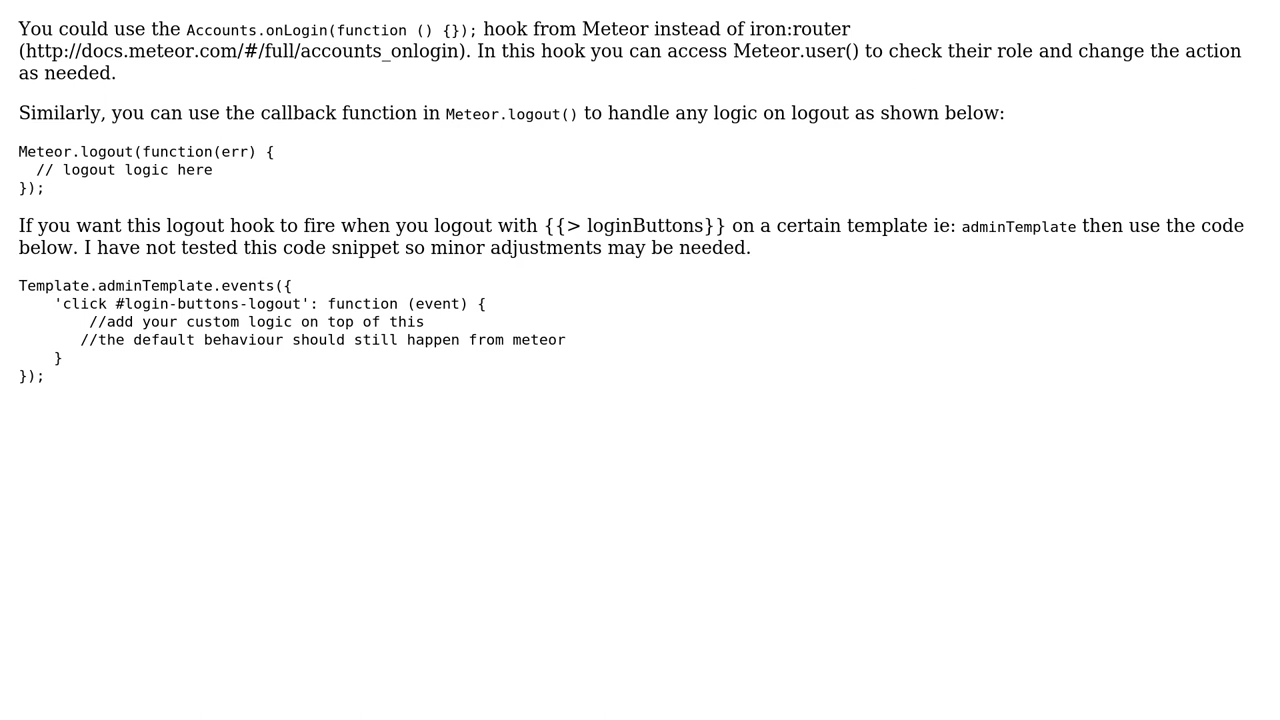 You could use the Accounts.onLogin(function () {}); hook from Meteor instead of iron:router
(http://docs.meteor.com/#/full/accounts_onlogin). In this hook you can access Meteor.user() to check their role and change the action
as needed.
Similarly, you can use the callback function in Meteor.logout() to handle any logic on logout as shown below:
Meteor.logout(function(err) {
  // logout logic here
});
If you want this logout hook to fire when you logout with {{> loginButtons}} on a certain template ie: adminTemplate then use the code
below. I have not tested this code snippet so minor adjustments may be needed.
Template.adminTemplate.events({
    'click #login-buttons-logout': function (event) {
        //add your custom logic on top of this
       //the default behaviour should still happen from meteor
    }
});